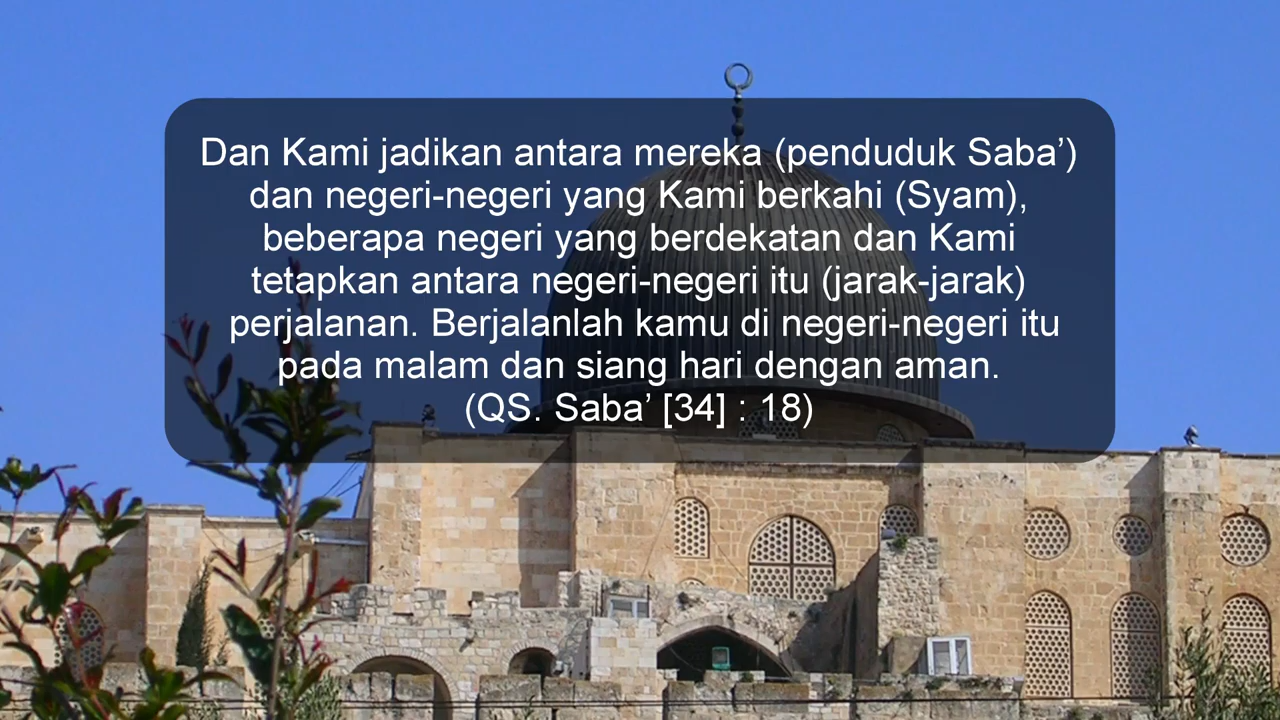 Dan Kami jadikan antara mereka (penduduk Saba’)
dan negeri-negeri yang Kami berkahi (Syam),
beberapa negeri yang berdekatan dan Kami
tetapkan antara negeri-negeri itu (jarak-jarak)
perjalanan. Berjalanlah kamu di negeri-negeri itu
pada malam dan siang hari dengan aman.
(QS. Saba’ [34] : 18)